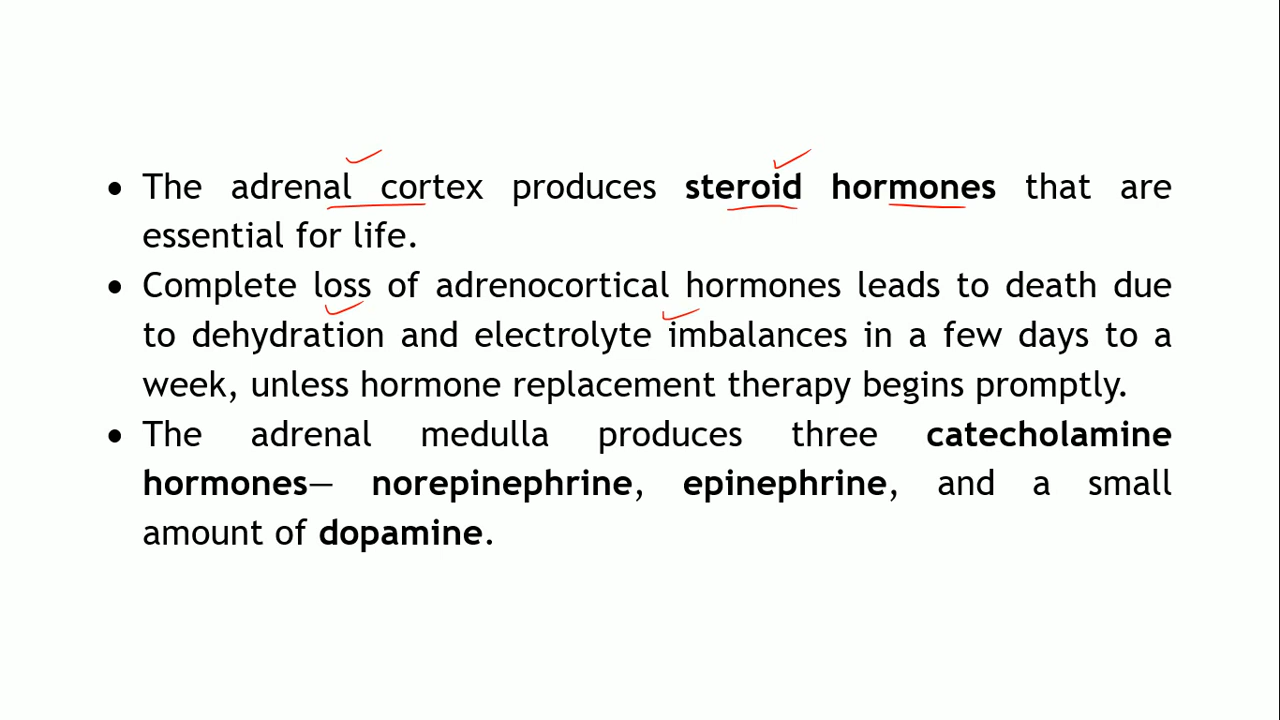 • The adrenal cortex produces steroid hormones that are
essential for life.
• Complete loss of adrenocortical hormones leads to death due
to dehydration and electrolyte imbalances in a few days to a
week, unless hormone replacement therapy begins promptly.
• The adrenal medulla produces three catecholamine
hormones— norepinephrine, epinephrine, and a small
amount of dopamine.